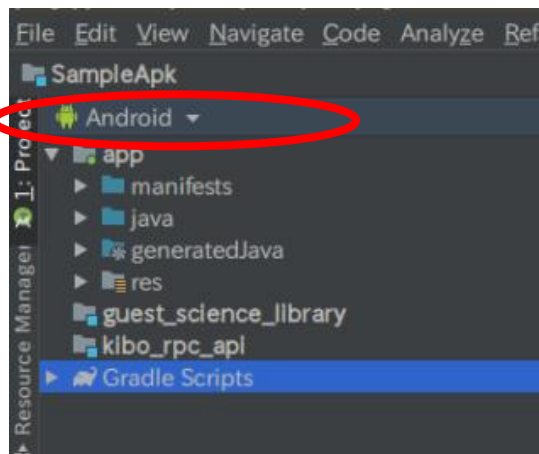 File Edit View Navigate Code Analyze Ref
SampleApk
Android
1: Project
app
manifests
java
generatedJava
res
guest_science_library
kibo_rpc_api
Gradle Scripts
Resource Manager